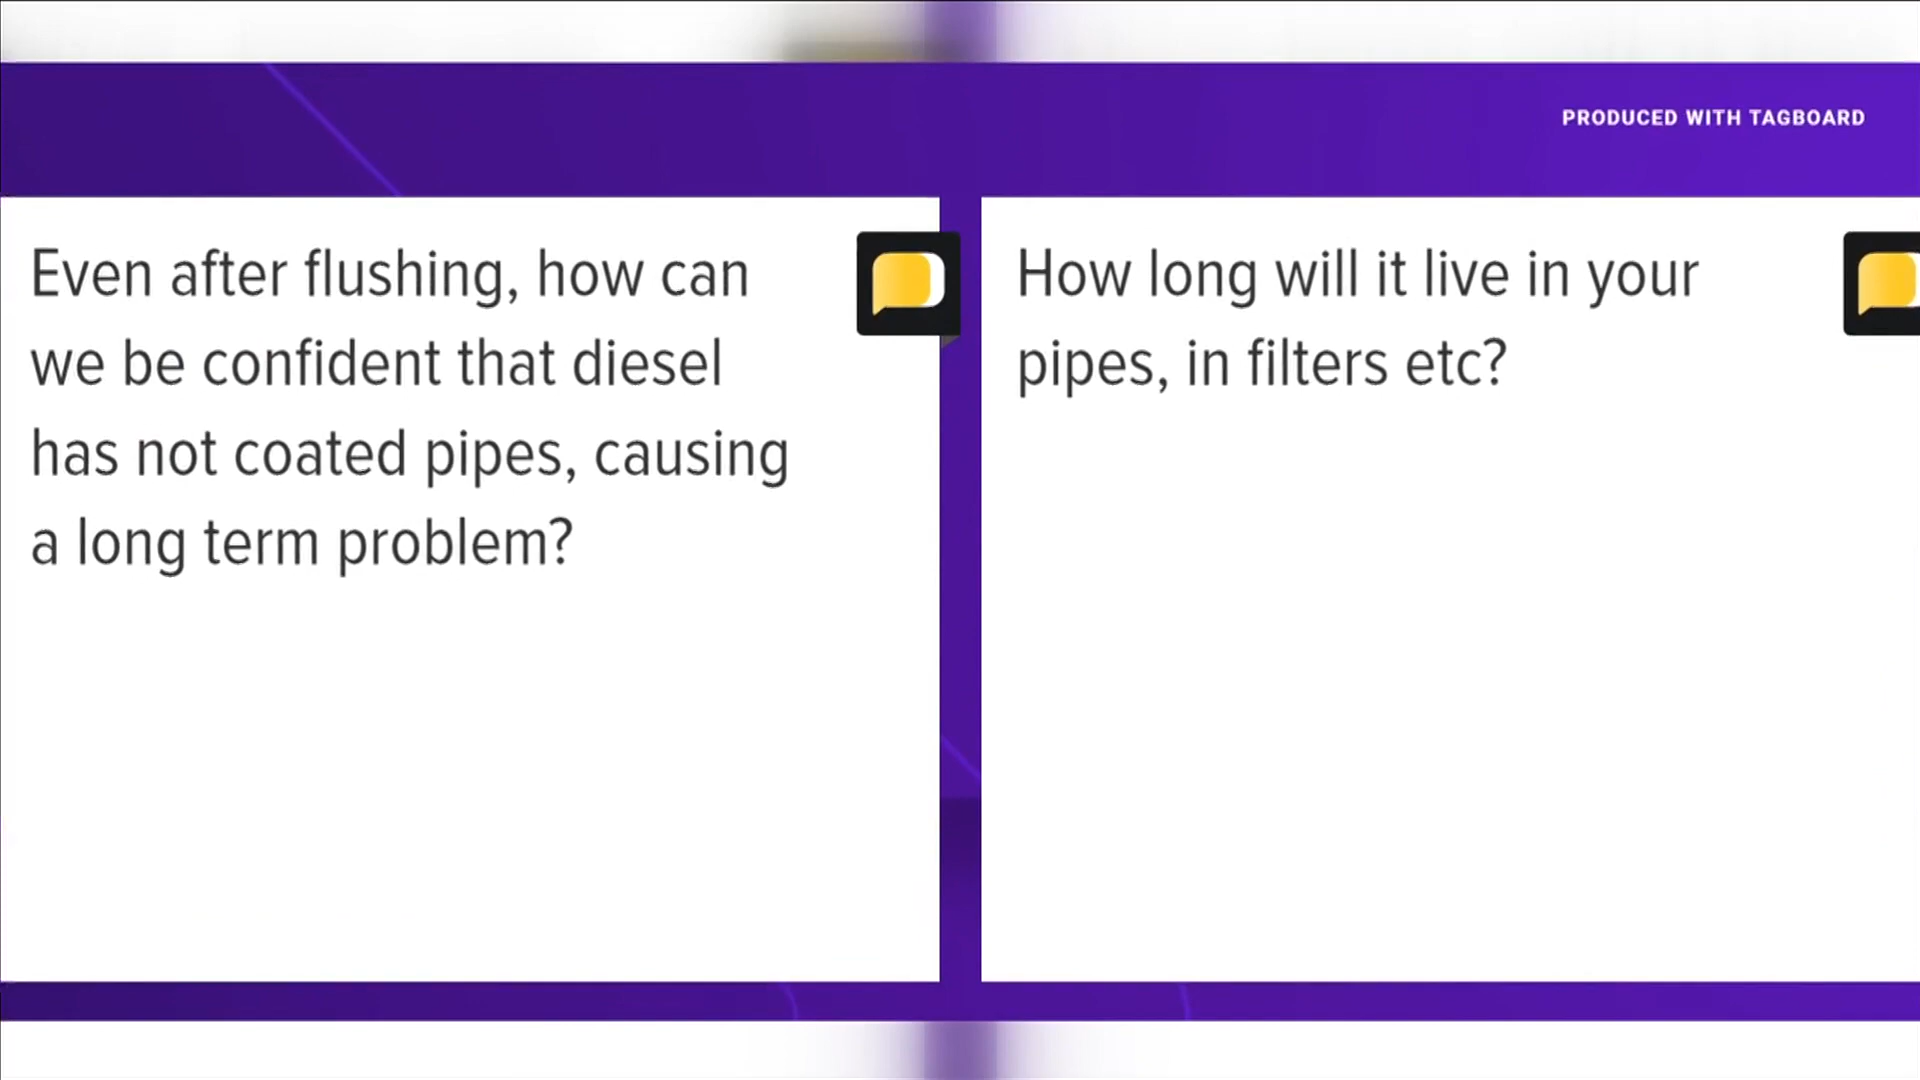 PRODUCED WITH TAGBOARD
Even after flushing, how can
we be confident that diesel
has not coated pipes, causing
a long term problem?
How long will it live in your
pipes, in filters etc?